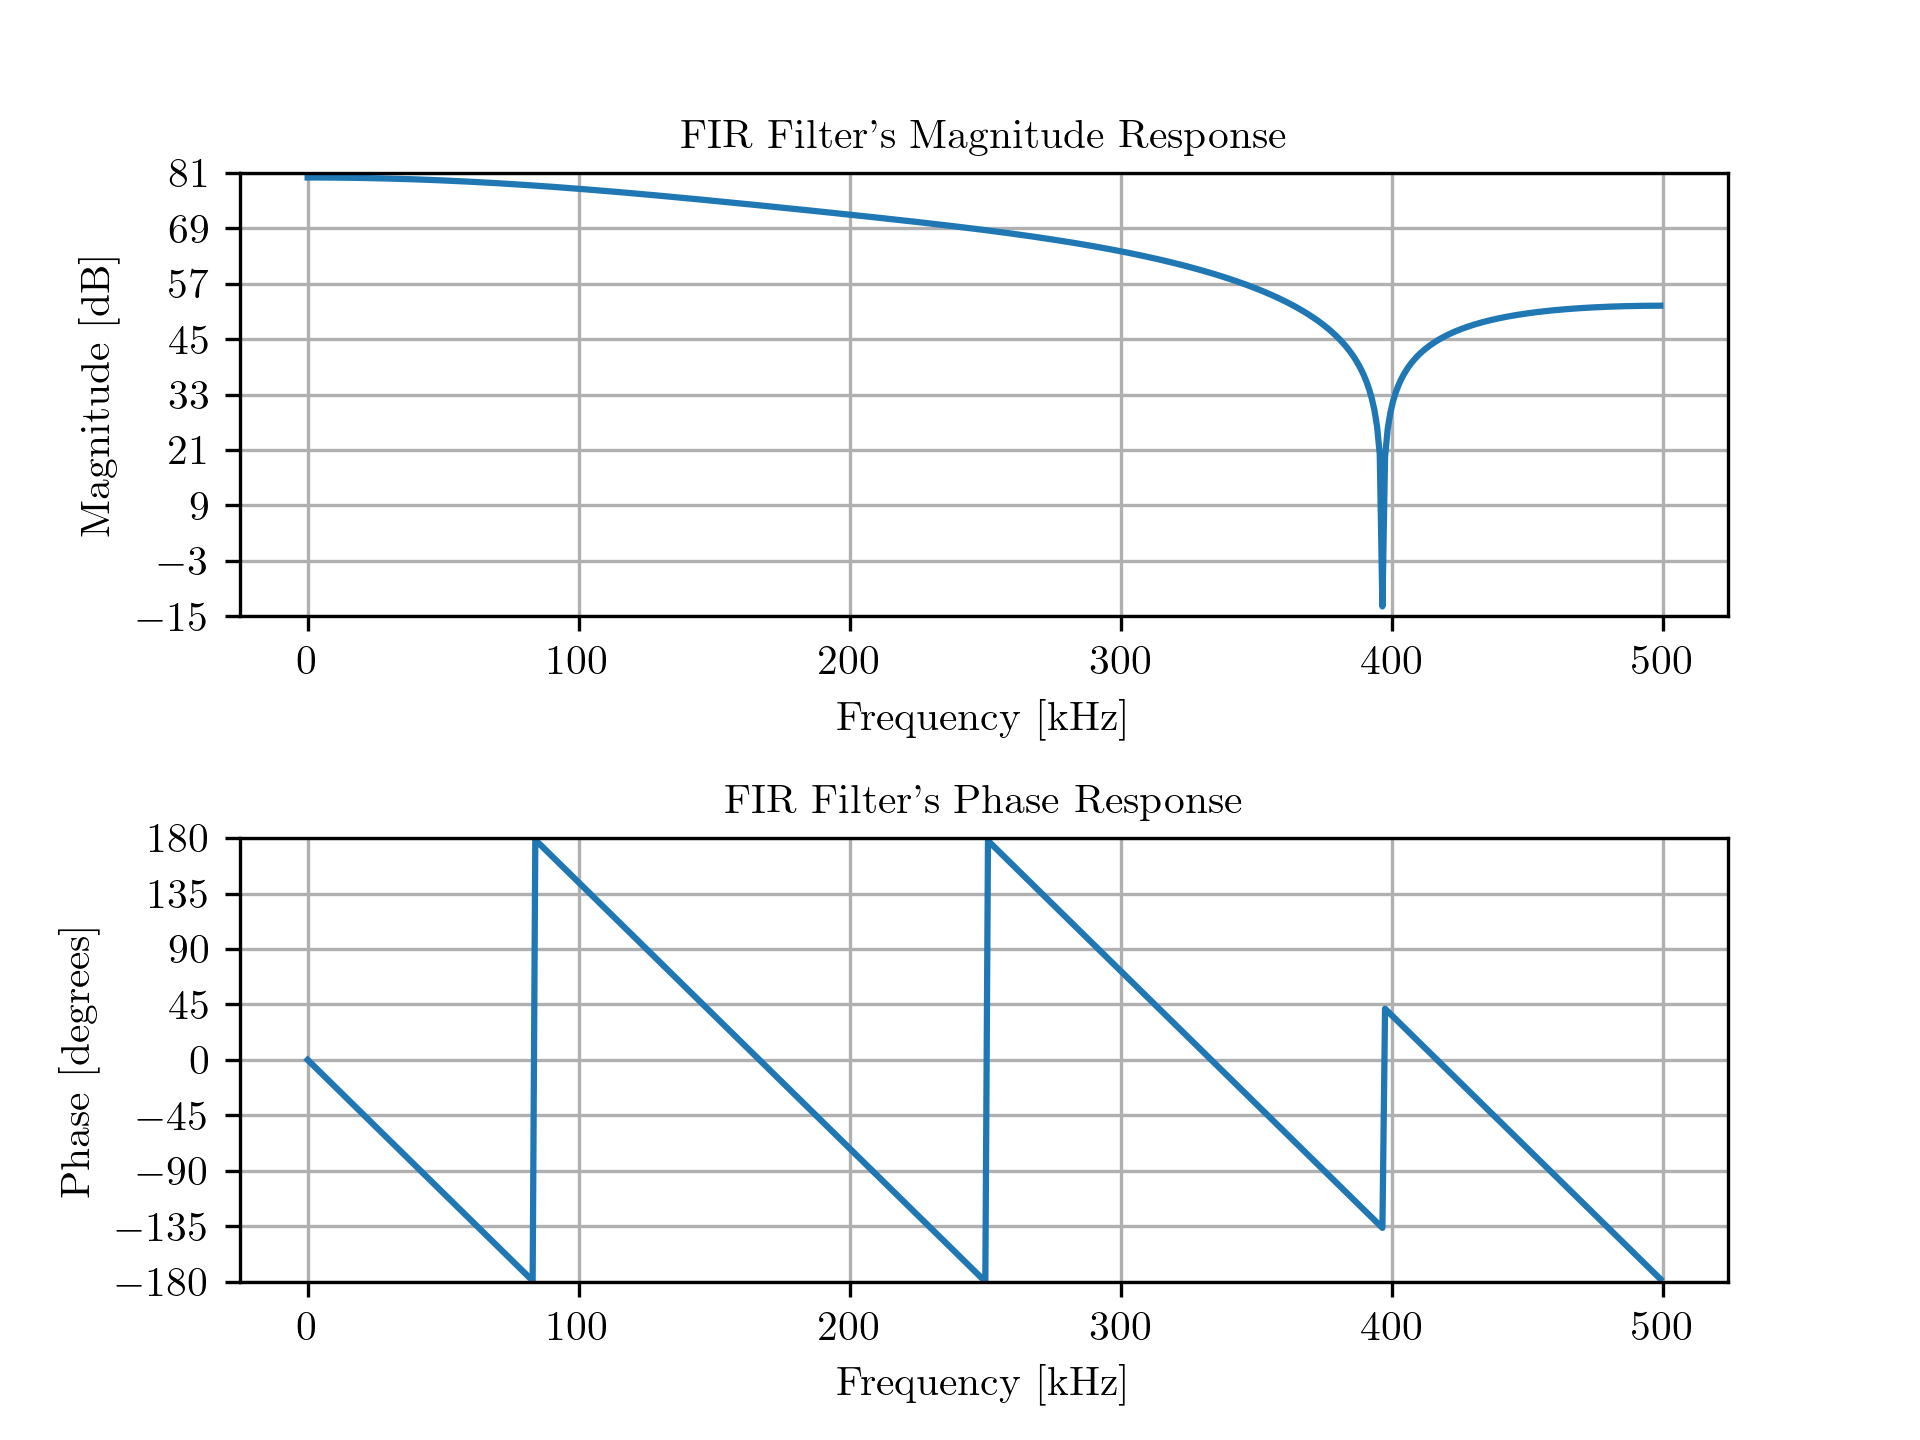 FIR Filter's Magnitude Response
81
69
57
45
33
21
9
−3
−15
Magnitude [dB]
0 100 200 300 400 500
Frequency [kHz]
FIR Filter's Phase Response
180
135
90
45
0
−45
−90
−135
−180
Phase [degrees]
0 100 200 300 400 500
Frequency [kHz]